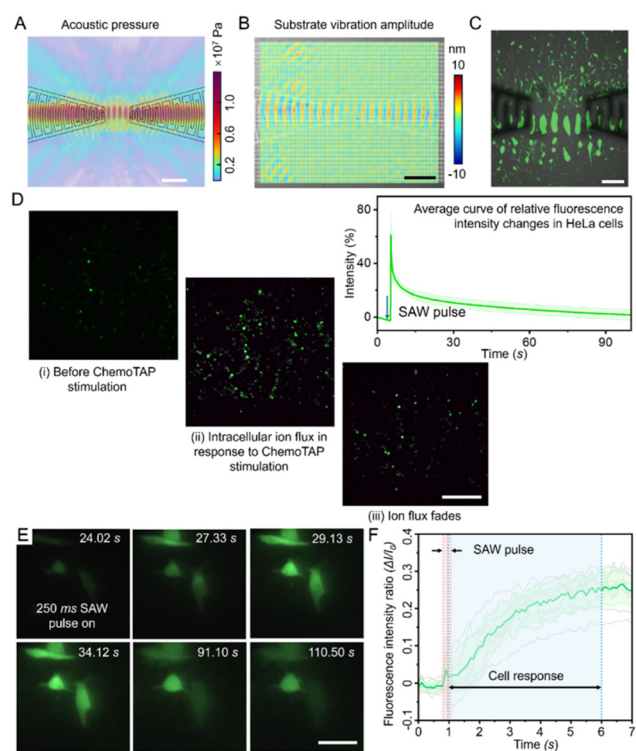 A
Acoustic pressure
× 10⁷ Pa
1.0
0.6
0.2
B
Substrate vibration amplitude
nm
10
-10
C
D
(i) Before ChemoTAP
stimulation
(ii) Intracellular ion flux in
response to ChemoTAP
stimulation
(iii) Ion flux fades
Average curve of relative fluorescence
intensity changes in HeLa cells
Intensity (%)
80
40
0
SAW pulse
0
30
60
90
Time (s)
E
24.02 s
27.33 s
29.13 s
250 ms SAW
pulse on
34.12 s
91.10 s
110.50 s
F
Fluorescence intensity ratio (ΔI/I₀)
0.4
0.3
0.2
0.1
0
-0.1
SAW pulse
Cell response
0
1
2
3
4
5
6
7
Time (s)